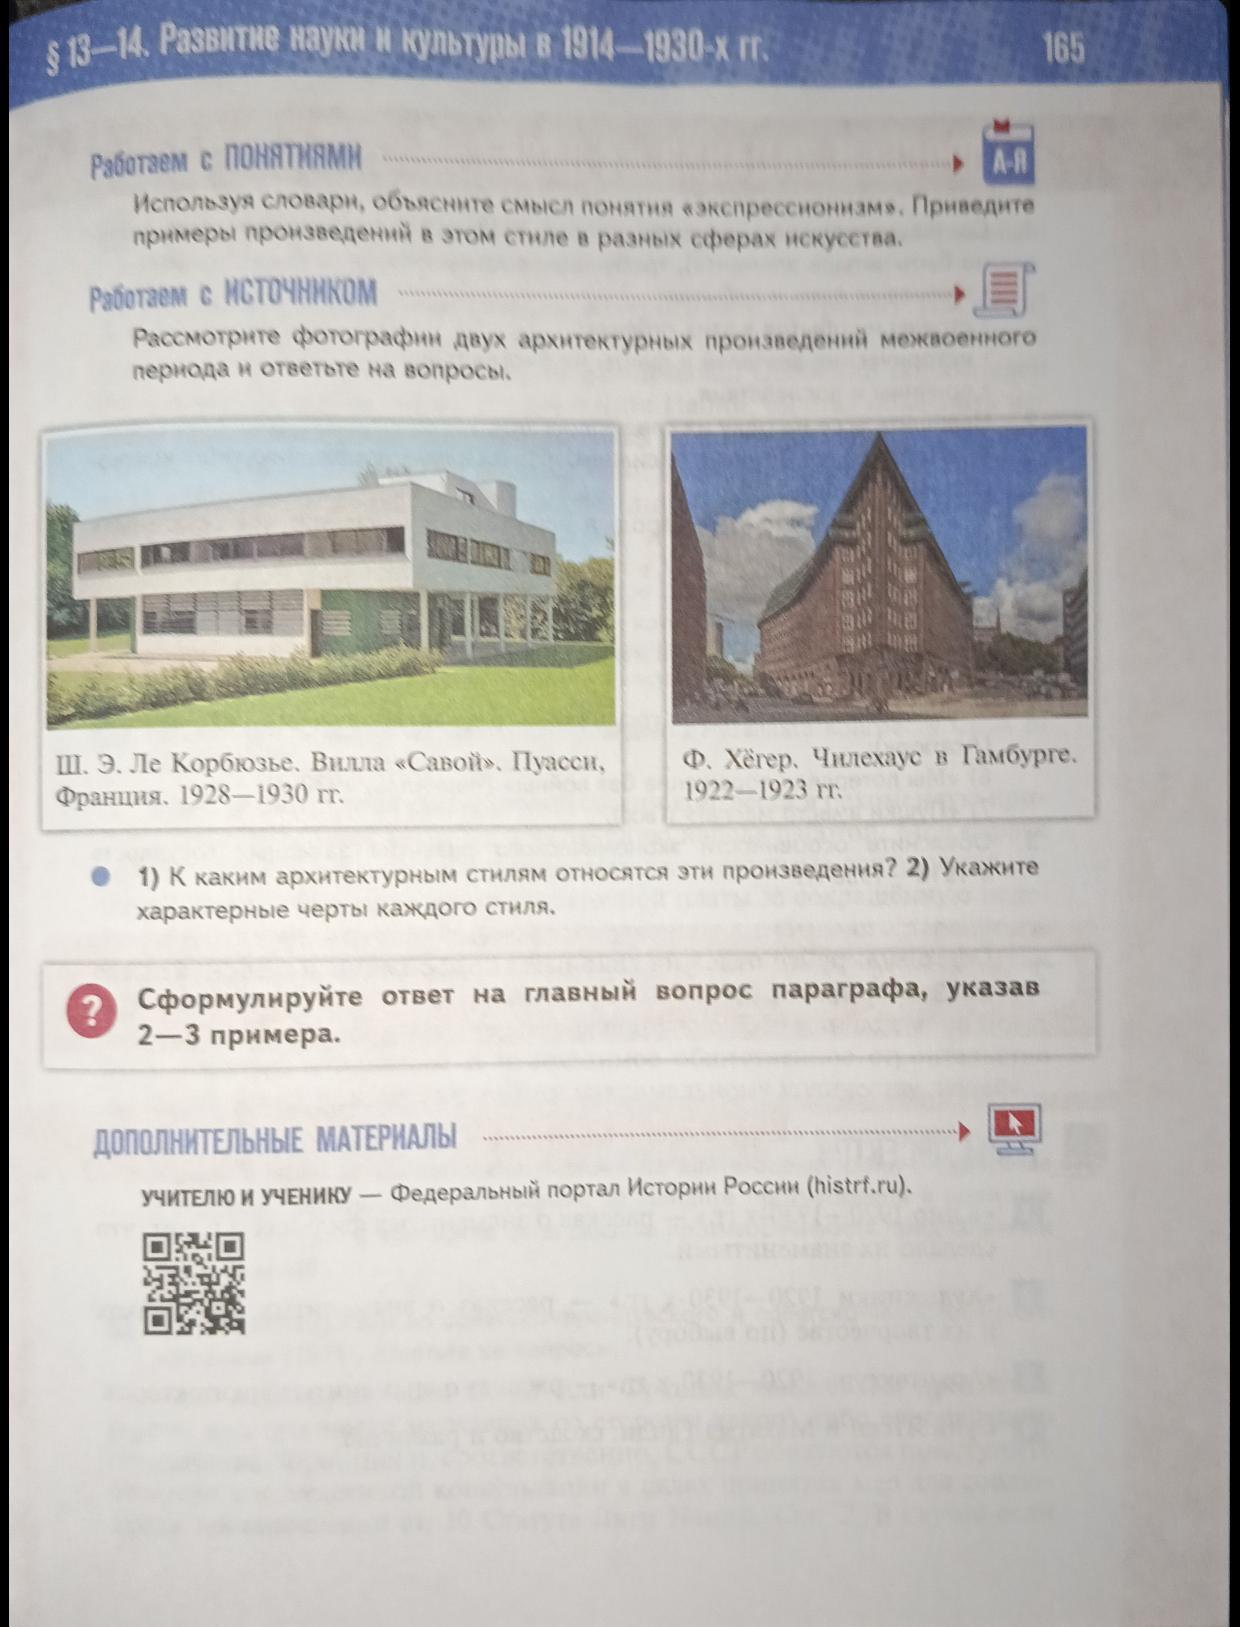 § 13—14. Развитие науки и культуры в 1914—1930-х гг.
165
Работаем с ПОНЯТИЯМИ
А-Я
Используя словари, объясните смысл понятия «экспрессионизм». Приведите
примеры произведений в этом стиле в разных сферах искусства.
Работаем с ИСТОЧНИКОМ
Рассмотрите фотографии двух архитектурных произведений межвоенного
периода и ответьте на вопросы.
Ш. Э. Ле Корбюзье. Вилла «Савой». Пуасси,
Франция. 1928—1930 гг.
Ф. Хёгер. Чилехаус в Гамбурге.
1922—1923 гг.
1) К каким архитектурным стилям относятся эти произведения? 2) Укажите
характерные черты каждого стиля.
?
Сформулируйте ответ на главный вопрос параграфа, указав
2—3 примера.
ДОПОЛНИТЕЛЬНЫЕ МАТЕРИАЛЫ
УЧИТЕЛЮ И УЧЕНИКУ — Федеральный портал Истории России (histrf.ru).